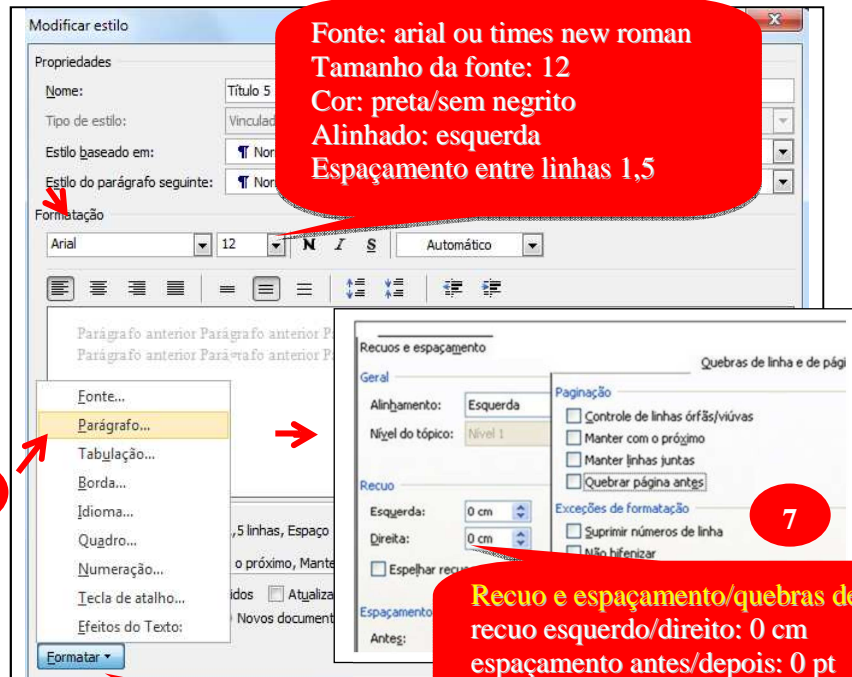 Modificar estilo
Fonte: arial ou times new roman
Tamanho da fonte: 12
Cor: preta/sem negrito
Alinhado: esquerda
Espaçamento entre linhas 1,5
Propriedades
Nome: Título 5
Tipo de estilo:
Estilo baseado em: ¶
Estilo do parágrafo seguinte: ¶
Formatação
Arial 12 N I S Automático
Parágrafo anterior Parágrafo anterior
Parágrafo anterior Parágrafo anterior
Fonte...
Parágrafo...
Tabulação...
Borda...
Idioma...
Quadro...
Numeração...
Tecla de atalho...
Efeitos do Texto:
Formatar
,5 linhas, Espaço
o próximo,
Recuos e espaçamento
Geral
Alinhamento: Esquerda
Nível do tópico: Nível 1
Recuo
Esquerda: 0 cm
Direita: 0 cm
Espelhar
Espaçamento
Antes:
Quebras de linha e de
Paginação
Controle de linhas órfãs/viúvas
Manter com o próximo
Manter linhas juntas
Quebrar página antes
Exceções de formatação
Suprimir números de linha
Não hifenizar
7
Recuo e espaçamento/quebras de
recuo esquerdo/direito: 0 cm
espaçamento antes/depois: 0 pt